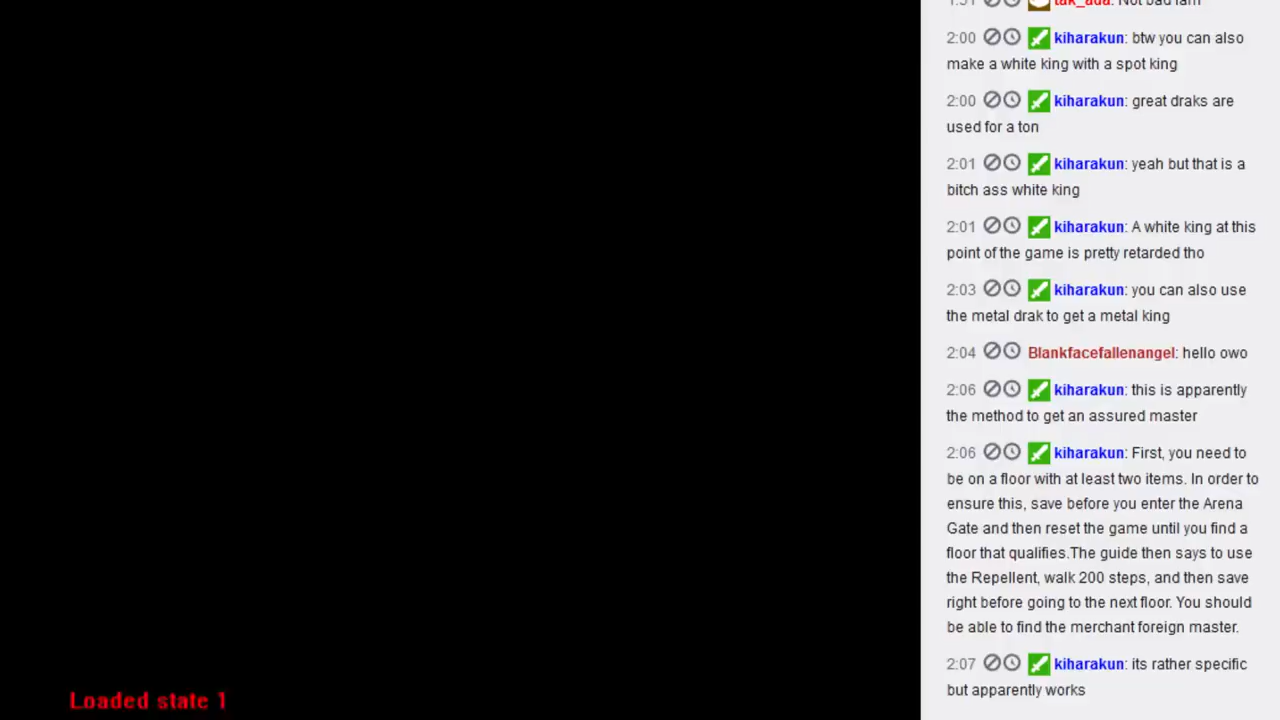 1:51 tak_ada: Not bad fam
2:00 kiharakun: btw you can also
make a white king with a spot king
2:00 kiharakun: great draks are
used for a ton
2:01 kiharakun: yeah but that is a
bitch ass white king
2:01 kiharakun: A white king at this
point of the game is pretty retarded tho
2:03 kiharakun: you can also use
the metal drak to get a metal king
2:04 Blankfacefallenangel: hello owo
2:06 kiharakun: this is apparently
the method to get an assured master
2:06 kiharakun: First, you need to
be on a floor with at least two items. In order to
ensure this, save before you enter the Arena
Gate and then reset the game until you find a
floor that qualifies.The guide then says to use
the Repellent, walk 200 steps, and then save
right before going to the next floor. You should
be able to find the merchant foreign master.
2:07 kiharakun: its rather specific
but apparently works
Loaded state 1